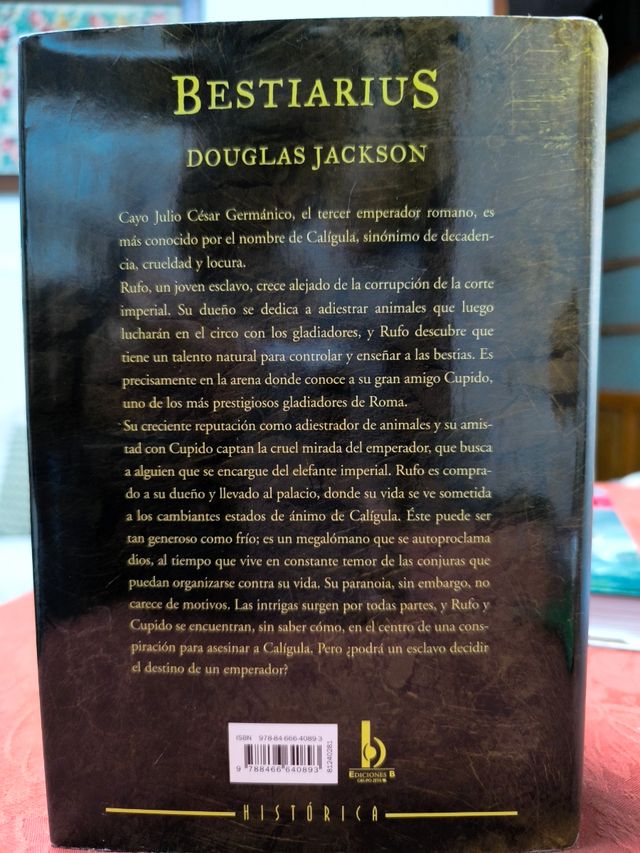 BESTIARIUS
DOUGLAS JACKSON
Cayo Julio César Germánico, el tercer emperador romano, es
más conocido por el nombre de Calígula, sinónimo de decaden-
cia, crueldad y locura.
Rufo, un joven esclavo, crece alejado de la corrupción de la corte
imperial. Su dueño se dedica a adiestrar animales que luego
lucharán en el circo con los gladiadores, y Rufo descubre que
tiene un talento natural para controlar y enseñar a las bestias. Es
precisamente en la arena donde conoce a su gran amigo Cupido,
uno de los más prestigiosos gladiadores de Roma.
Su creciente reputación como adiestrador de animales y su amis-
tad con Cupido captan la cruel mirada del emperador, que busca
a alguien que se encargue del elefante imperial. Rufo es compra-
do a su dueño y llevado al palacio, donde su vida se ve sometida
a los cambiantes estados de ánimo de Calígula. Éste puede ser
tan generoso como frío; es un megalómano que se autoproclama
dios, al tiempo que vive en constante temor de las conjuras que
puedan organizarse contra su vida. Su paranoia, sin embargo, no
carece de motivos. Las intrigas surgen por todas partes, y Rufo y
Cupido se encuentran, sin saber cómo, en el centro de una cons-
piración para asesinar a Calígula. Pero ¿podrá un esclavo decidir
el destino de un emperador?
ISBN 978-84-666-4089-3
9 788466 640893
81240281
b
EDICIONES B
GRUPO ZETA
HISTÓRICA